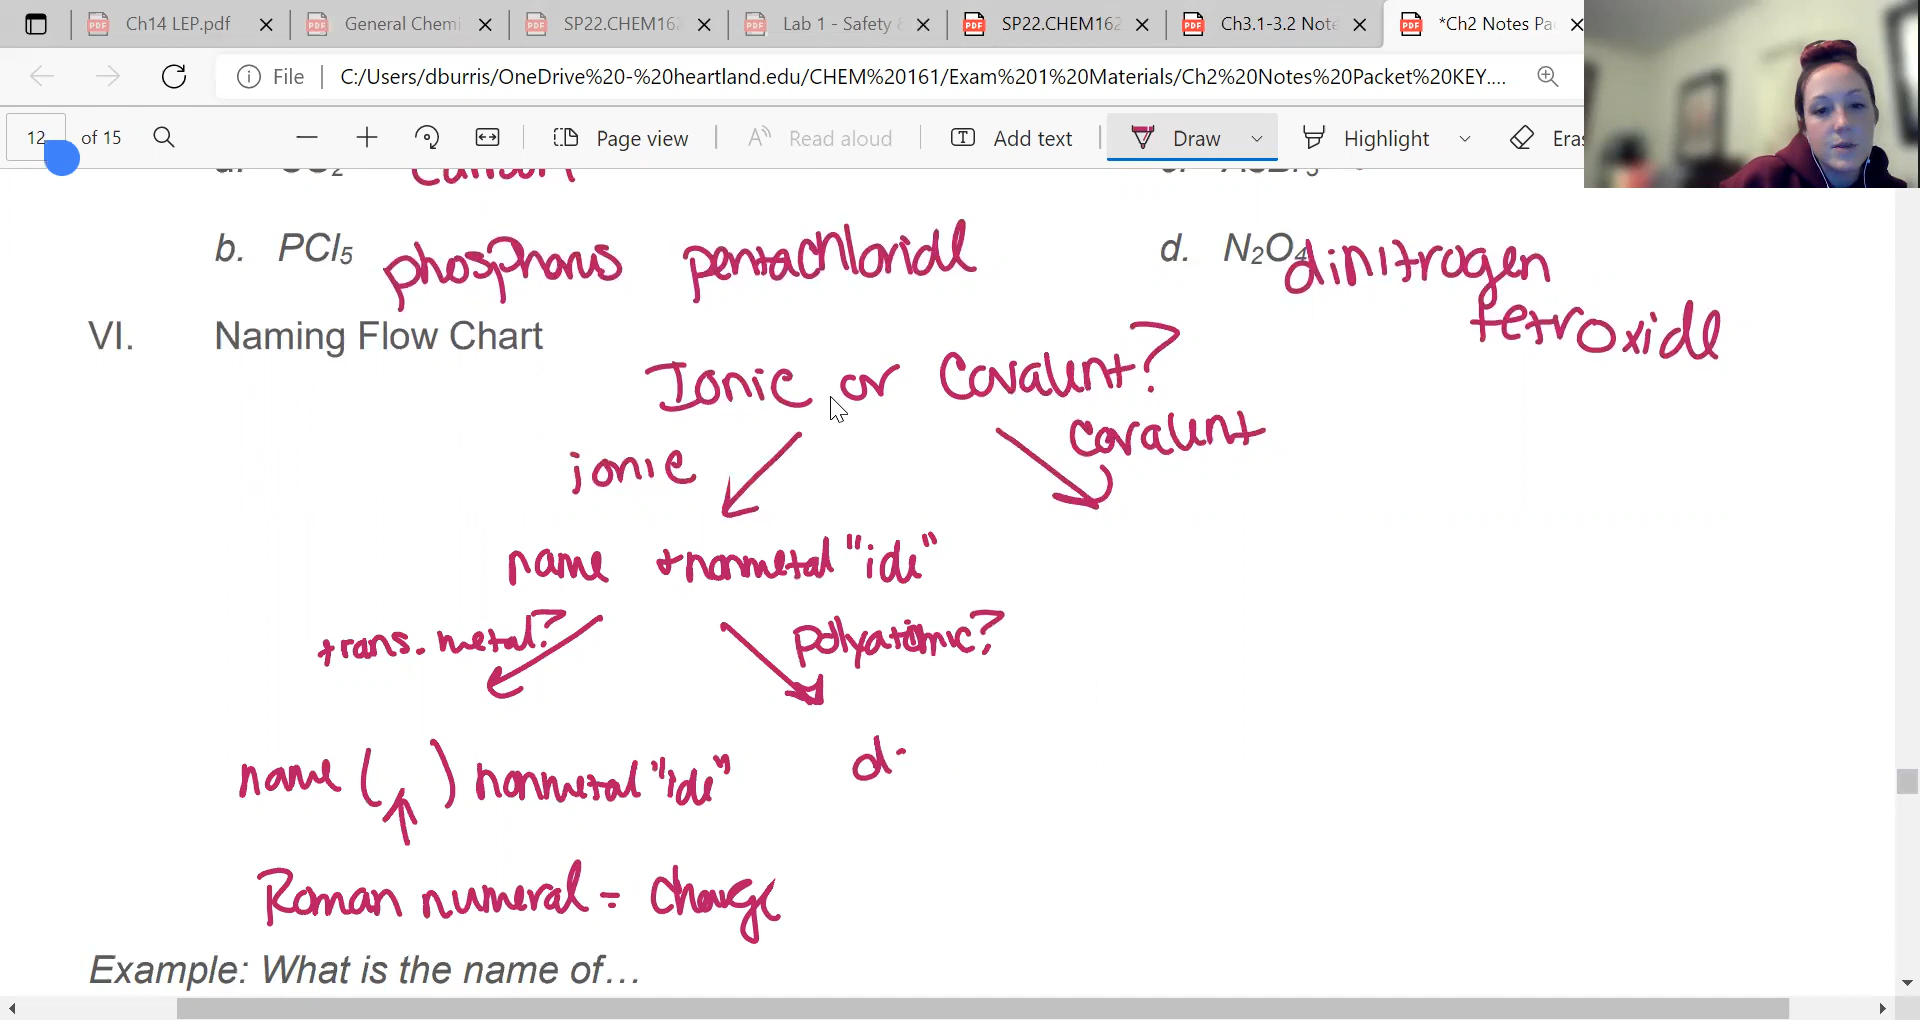 Ch14 LEP.pdf
General Chemi
SP22.CHEM162
Lab 1 - Safety
SP22.CHEM162
Ch3.1-3.2 Note
*Ch2 Notes Pa
File
C:/Users/dburris/OneDrive%20-%20heartland.edu/CHEM%20161/Exam%201%20Materials/Ch2%20Notes%20Packet%20KEY....
12 of 15
Page view
Read aloud
Add text
Draw
Highlight
Eras
b. PCl5 phosphorus pentachloride
d. N2O4 dinitrogen
tetroxide
VI. Naming Flow Chart
Ionic or Covalent?
ionic
covalent
name + nonmetal "ide"
trans. metal?
polyatomic?
name ( ) nonmetal "ide"
d
Roman numeral = charge
Example: What is the name of…